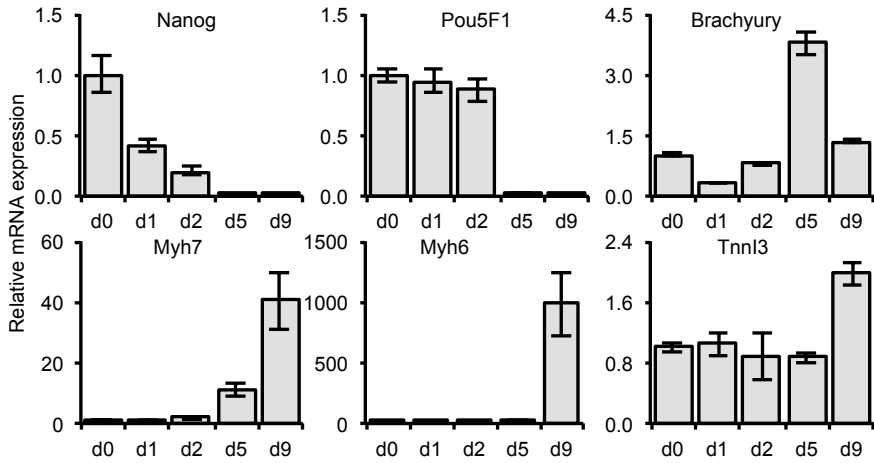 Relative mRNA expression
Nanog
1.5
1.0
0.5
0.0
d0 d1 d2 d5 d9
Pou5F1
1.5
1.0
0.5
0.0
d0 d1 d2 d5 d9
Brachyury
4.5
3.0
1.5
0.0
d0 d1 d2 d5 d9
Myh7
60
40
20
0
d0 d1 d2 d5 d9
Myh6
1500
1000
500
0
d0 d1 d2 d5 d9
TnnI3
2.4
1.6
0.8
0.0
d0 d1 d2 d5 d9